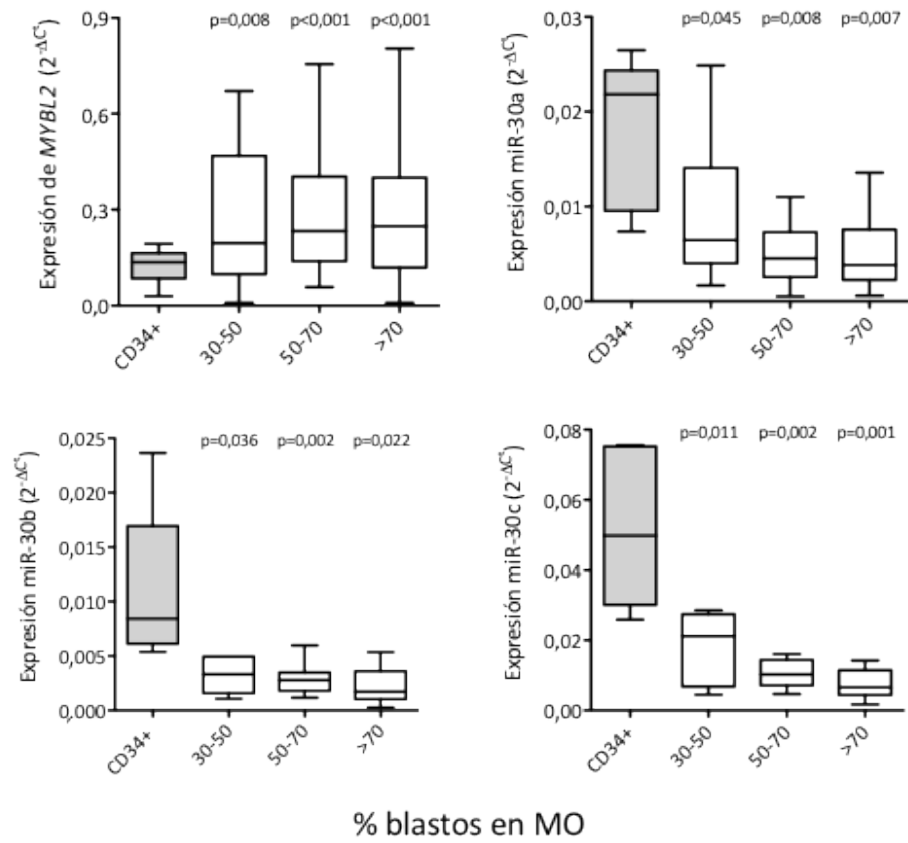 p=0,008 p<0,001 p<0,001
Expresión de MYBL2 (2^-ΔCt)
0,9
0,6
0,3
0,0
CD34+ 30-50 50-70 >70
p=0,045 p=0,008 p=0,007
Expresión miR-30a (2^-ΔCt)
0,03
0,02
0,01
0,00
CD34+ 30-50 50-70 >70
p=0,036 p=0,002 p=0,022
Expresión miR-30b (2^-ΔCt)
0,025
0,020
0,015
0,010
0,005
0,000
CD34+ 30-50 50-70 >70
p=0,011 p=0,002 p=0,001
Expresión miR-30c (2^-ΔCt)
0,08
0,06
0,04
0,02
0,00
CD34+ 30-50 50-70 >70
% blastos en MO